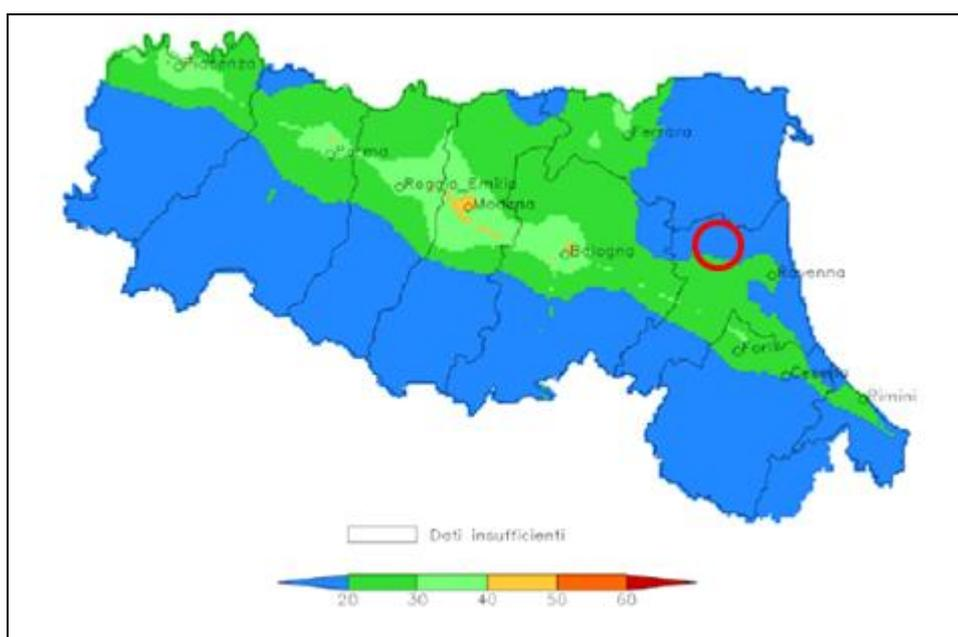 Piacenza
Parma
Reggio_Emilia
Modena
Bologna
Ferrara
Ravenna
Forlì
Cesena
Rimini
Dati insufficienti
20 30 40 50 60